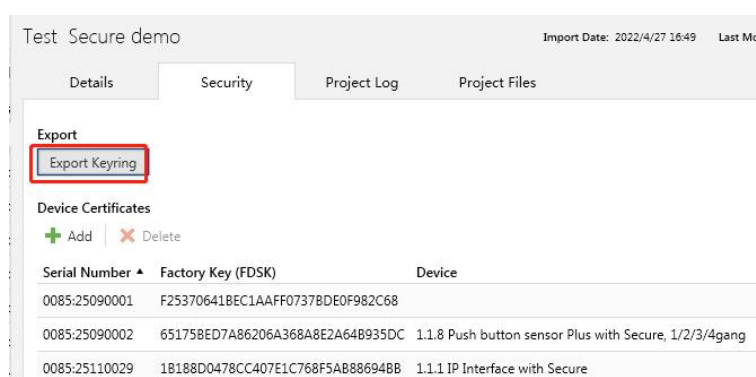 Test Secure demo Import Date: 2022/4/27 16:49 Last Mo
Details Security Project Log Project Files
Export
Export Keyring
Device Certificates
Add Delete
Serial Number Factory Key (FDSK) Device
0085:25090001 F25370641BEC1AAFF0737BDE0F982C68
0085:25090002 65175BED7A86206A368A8E2A64B935DC 1.1.8 Push button sensor Plus with Secure, 1/2/3/4gang
0085:25110029 1B188D0478CC407E1C768F5AB88694BB 1.1.1 IP Interface with Secure